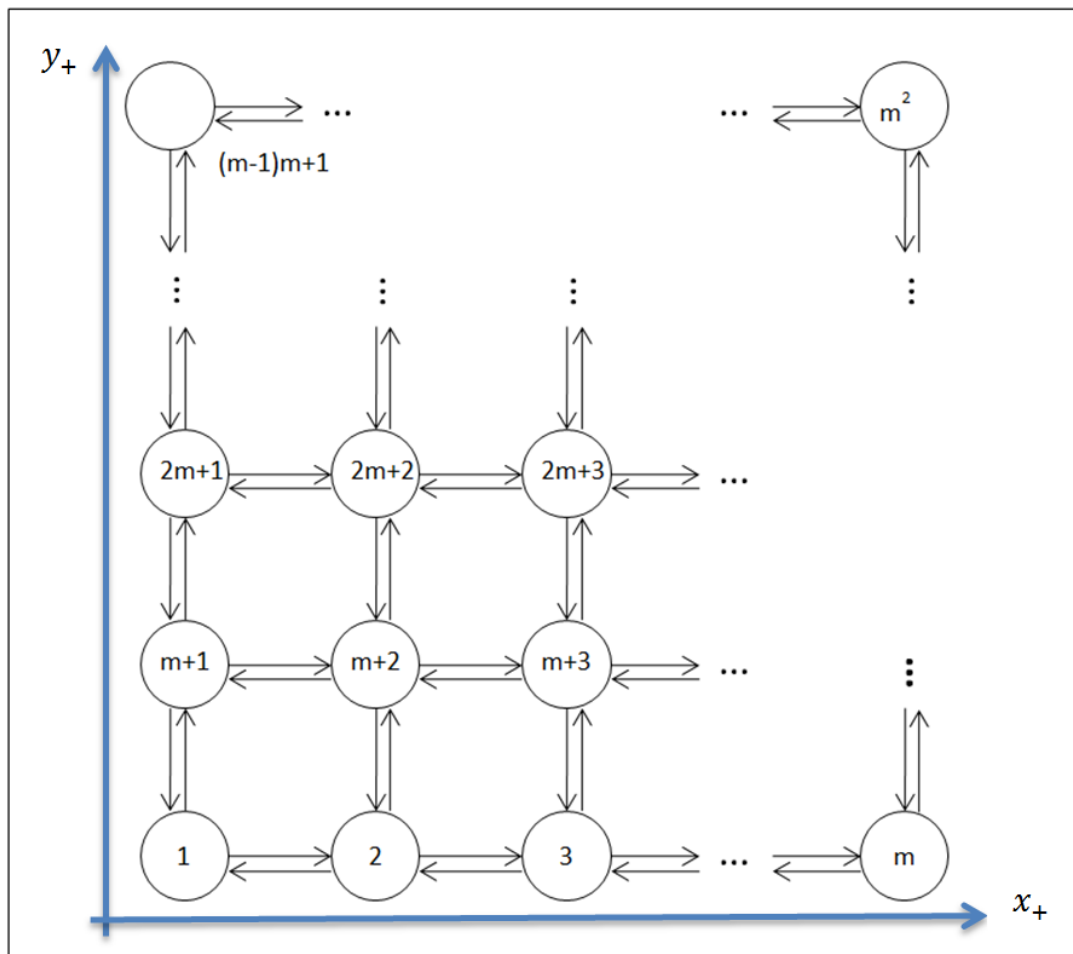 y₊
... ... m²
(m-1)m+1
⋮ ⋮ ⋮ ⋮
2m+1 2m+2 2m+3 ...
m+1 m+2 m+3 ... ⋮
1 2 3 ... m
x₊